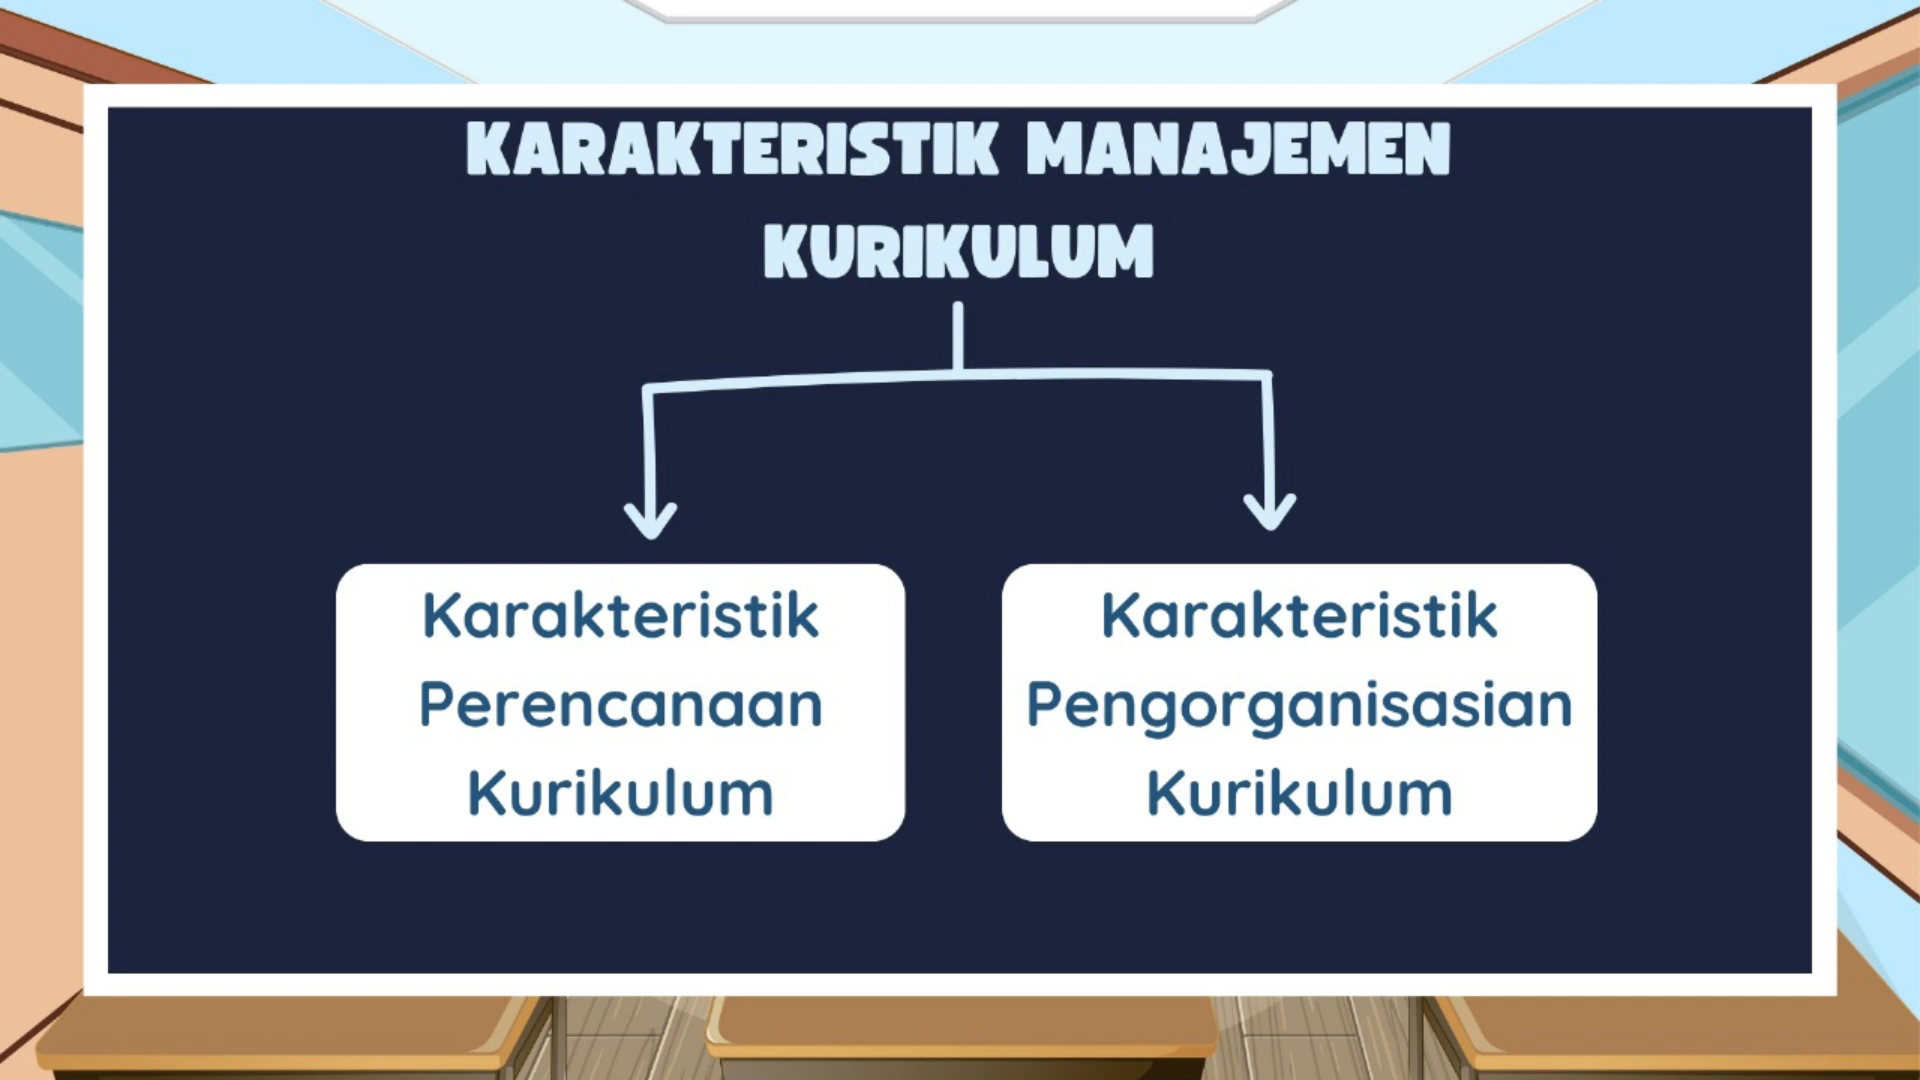 KARAKTERISTIK MANAJEMEN
KURIKULUM
Karakteristik
Perencanaan
Kurikulum
Karakteristik
Pengorganisasian
Kurikulum